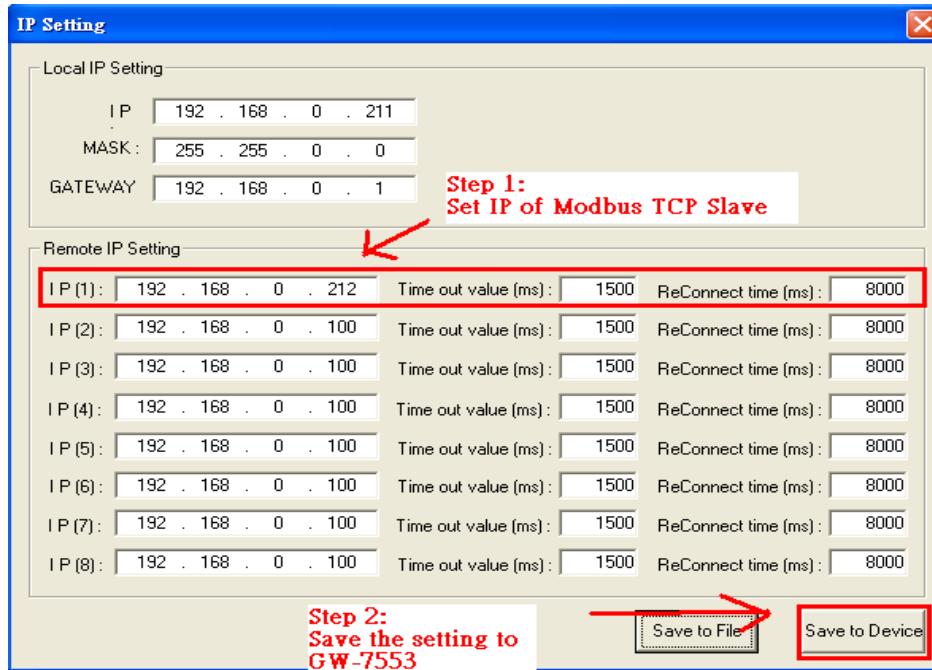 IP Setting
Local IP Setting
IP
192 . 168 . 0 . 211
MASK :
255 . 255 . 0 . 0
GATEWAY
192 . 168 . 0 . 1
Step 1:
Set IP of Modbus TCP Slave
Remote IP Setting
IP(1) : 192 . 168 . 0 . 212 Time out value (ms) : 1500 ReConnect time (ms) : 8000
IP(2) : 192 . 168 . 0 . 100 Time out value (ms) : 1500 ReConnect time (ms) : 8000
IP(3) : 192 . 168 . 0 . 100 Time out value (ms) : 1500 ReConnect time (ms) : 8000
IP(4) : 192 . 168 . 0 . 100 Time out value (ms) : 1500 ReConnect time (ms) : 8000
IP(5) : 192 . 168 . 0 . 100 Time out value (ms) : 1500 ReConnect time (ms) : 8000
IP(6) : 192 . 168 . 0 . 100 Time out value (ms) : 1500 ReConnect time (ms) : 8000
IP(7) : 192 . 168 . 0 . 100 Time out value (ms) : 1500 ReConnect time (ms) : 8000
IP(8) : 192 . 168 . 0 . 100 Time out value (ms) : 1500 ReConnect time (ms) : 8000
Step 2:
Save the setting to
GW-7553
Save to File
Save to Device